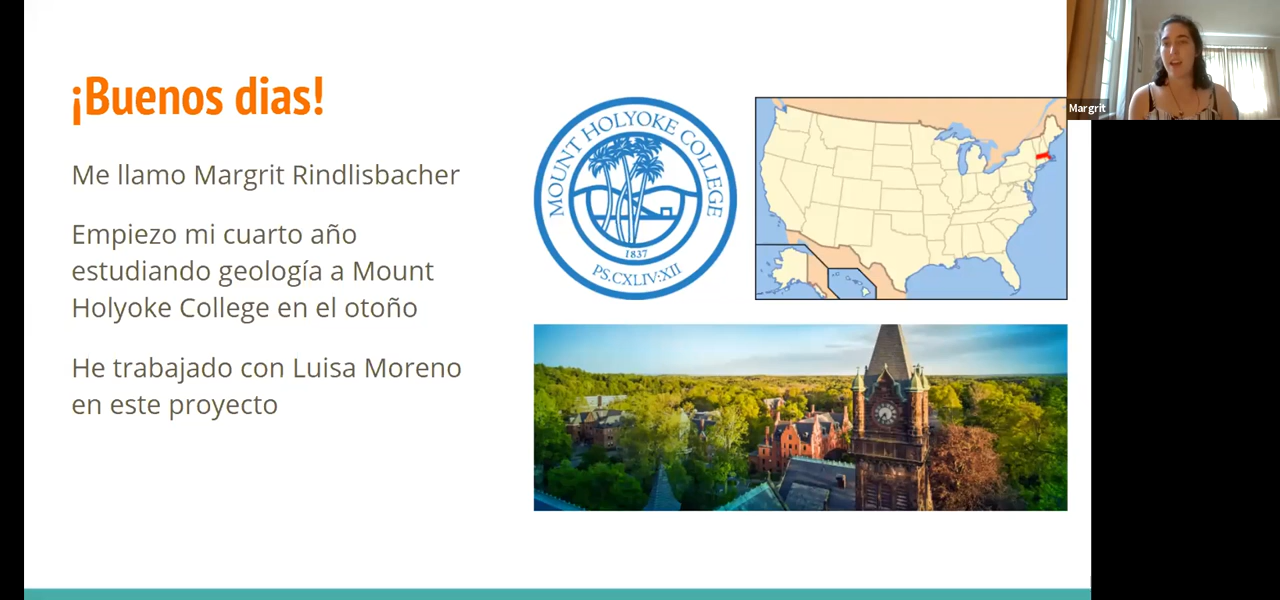 ¡Buenos dias!
Me llamo Margrit Rindlisbacher
Empiezo mi cuarto año
estudiando geología a Mount
Holyoke College en el otoño
He trabajado con Luisa Moreno
en este proyecto
MOUNT HOLYOKE COLLEGE
1837
PS.CXLIV:XII
Margrit